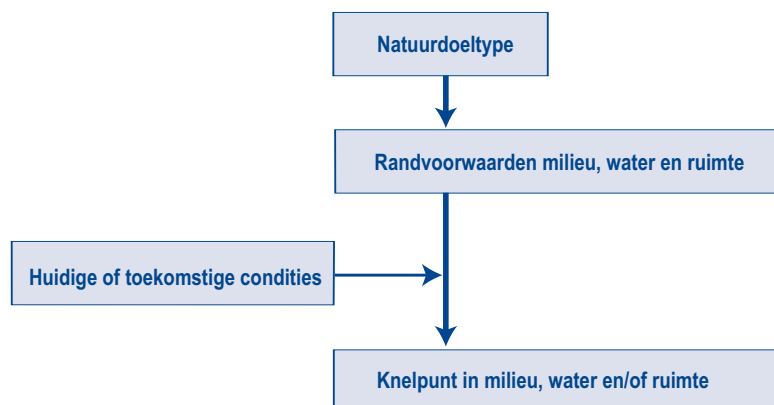 Natuurdoeltype
Randvoorwaarden milieu, water en ruimte
Huidige of toekomstige condities
Knelpunt in milieu, water en/of ruimte